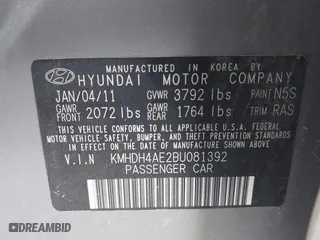 MANUFACTURED IN KOREA BY
HYUNDAI MOTOR COMPANY
JAN/04/11 GVWR 3792 lbs PAINT N5S
GAWR FRONT 2072 lbs GAWR REAR 1764 lbs TRIM RAS
THIS VEHICLE CONFORMS TO ALL APPLICABLE U.S.A. FEDERAL
MOTOR VEHICLE SAFETY, BUMPER, AND THEFT PREVENTION
STANDARDS IN EFFECT ON THE DATE OF MANUFACTURE
SHOWN ABOVE.
V.I.N KMHDH4AE2BU081392
PASSENGER CAR